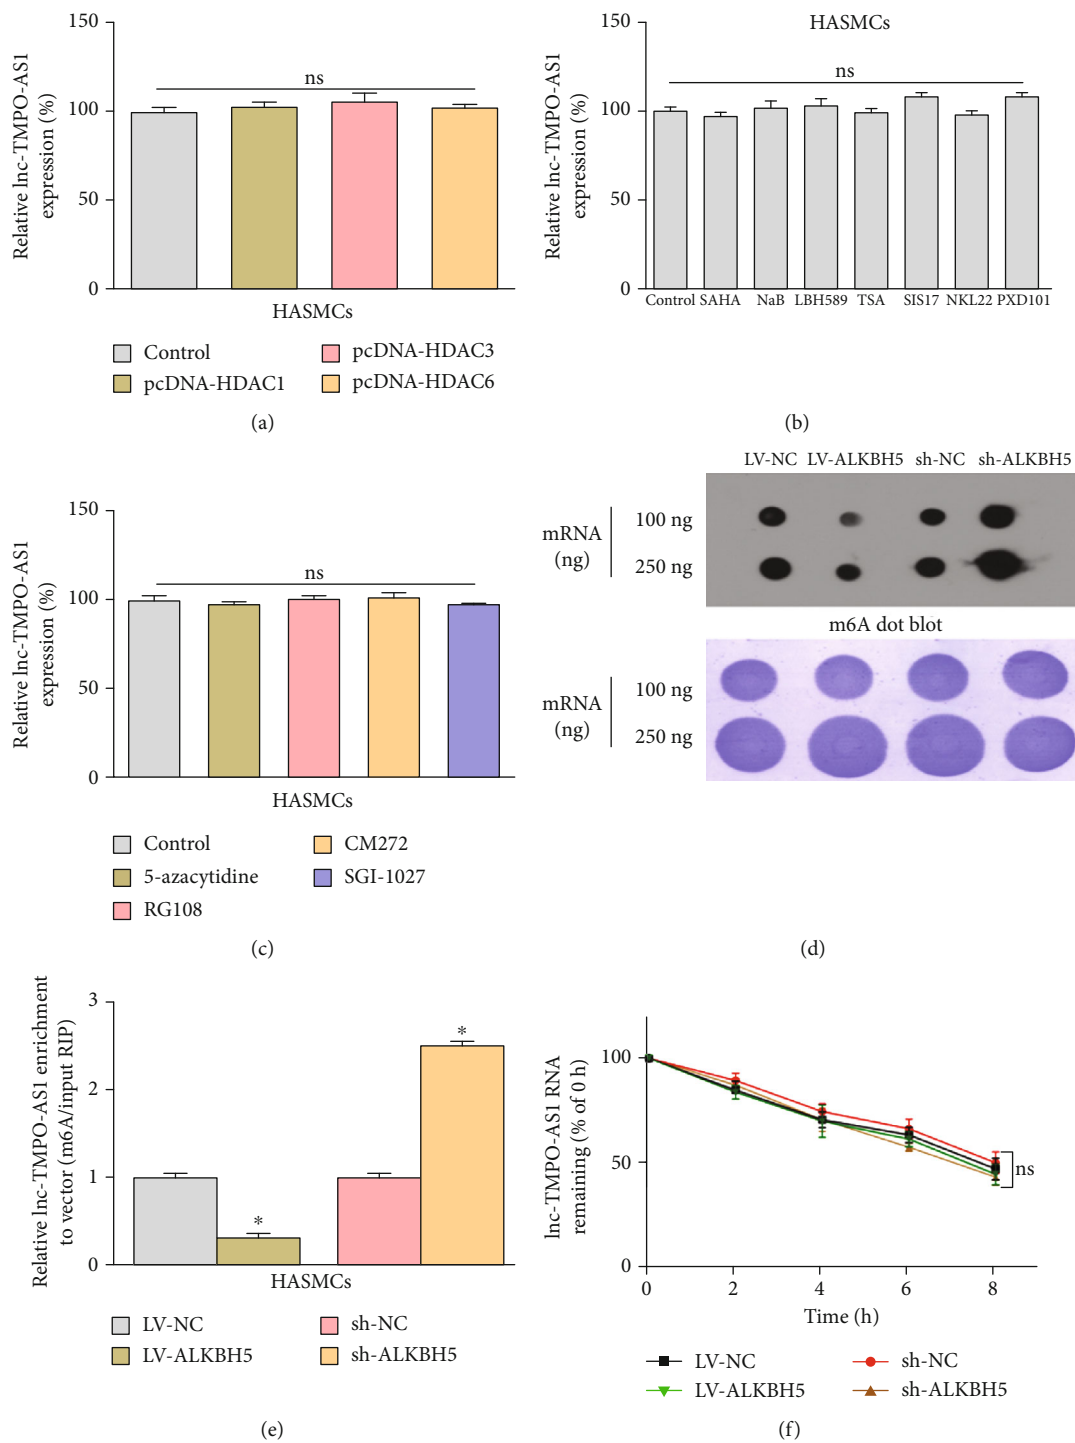 150
100
50
0
Relative lnc-TMPO-AS1
expression (%)
ns
HASMCs
Control
pcDNA-HDAC1
pcDNA-HDAC3
pcDNA-HDAC6
(a)
HASMCs
150
100
50
0
Relative lnc-TMPO-AS1
expression (%)
ns
Control SAHA NaB LBH589 TSA SIS17 NKL22 PXD101
(b)
150
100
50
0
Relative lnc-TMPO-AS1
expression (%)
ns
HASMCs
Control
5-azacytidine
RG108
CM272
SGI-1027
(c)
LV-NC LV-ALKBH5 sh-NC sh-ALKBH5
mRNA
(ng)
100 ng
250 ng
m6A dot blot
mRNA
(ng)
100 ng
250 ng
(d)
3
2
1
0
Relative lnc-TMPO-AS1 enrichment
to vector (m6A/input RIP)
*
*
HASMCs
LV-NC
LV-ALKBH5
sh-NC
sh-ALKBH5
(e)
100
50
0
lnc-TMPO-AS1 RNA
remaining (% of 0 h)
ns
0 2 4 6 8
Time (h)
LV-NC
LV-ALKBH5
sh-NC
sh-ALKBH5
(f)